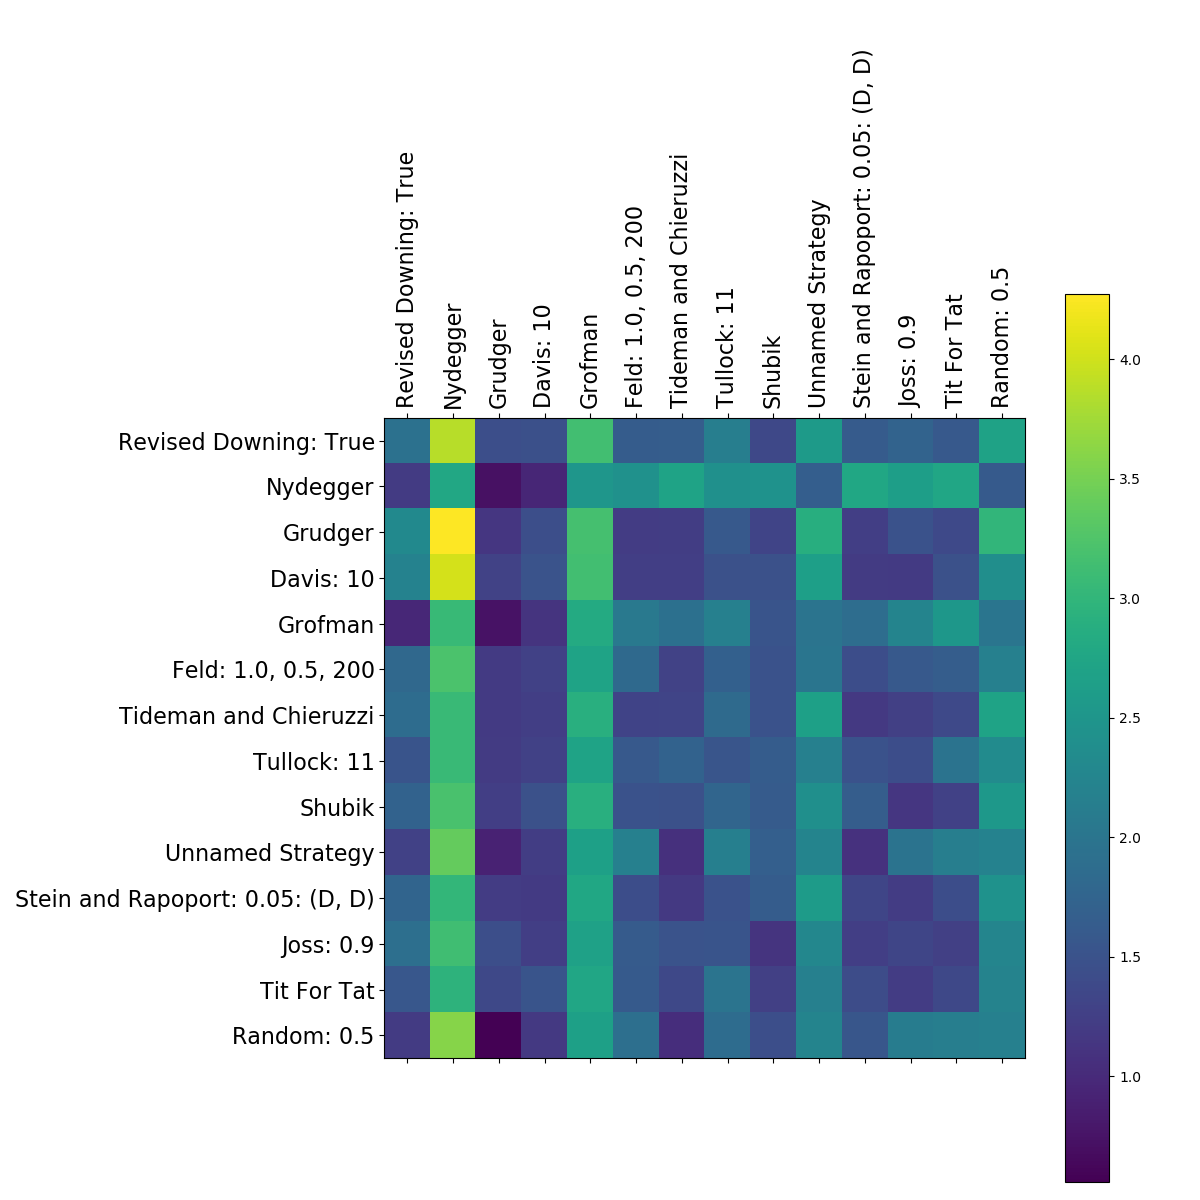 Revised Downing: True
Nydegger
Grudger
Davis: 10
Grofman
Feld: 1.0, 0.5, 200
Tideman and Chieruzzi
Tullock: 11
Shubik
Unnamed Strategy
Stein and Rapoport: 0.05: (D, D)
Joss: 0.9
Tit For Tat
Random: 0.5
Revised Downing: True
Nydegger
Grudger
Davis: 10
Grofman
Feld: 1.0, 0.5, 200
Tideman and Chieruzzi
Tullock: 11
Shubik
Unnamed Strategy
Stein and Rapoport: 0.05: (D, D)
Joss: 0.9
Tit For Tat
Random: 0.5
4.0
3.5
3.0
2.5
2.0
1.5
1.0